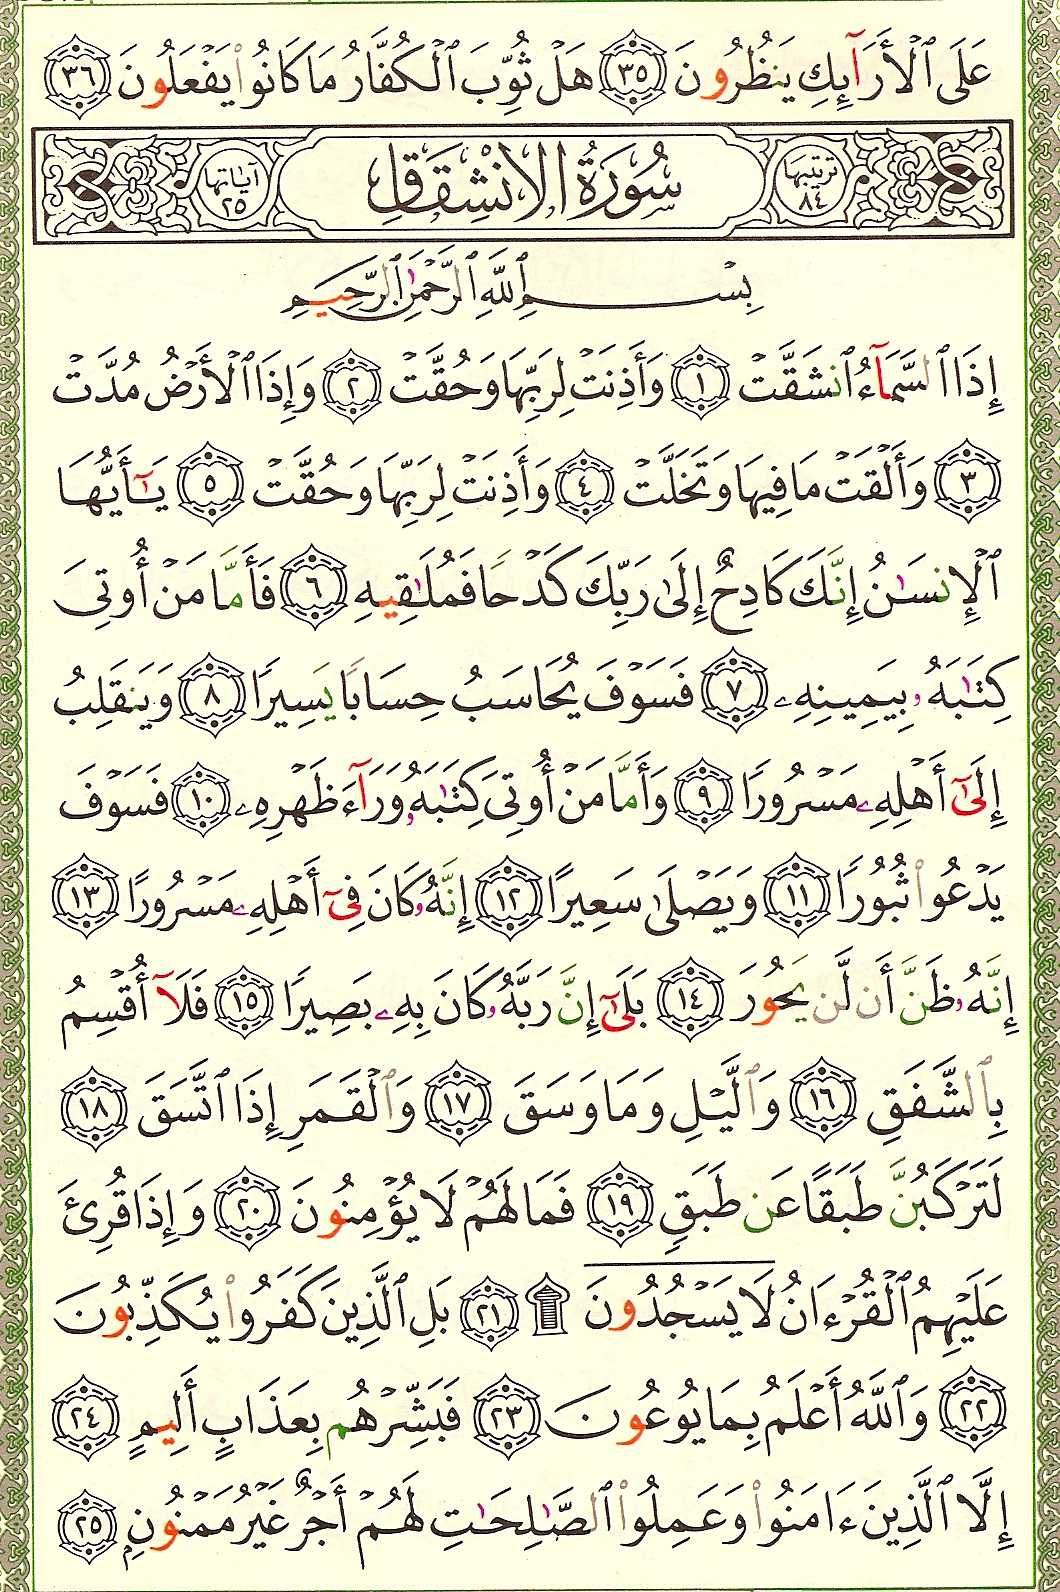 عَلَى ٱلْأَرَآئِكِ يَنظُرُونَ ٣٥ هَلْ ثُوِّبَ ٱلْكُفَّارُ مَا كَانُوا۟ يَفْعَلُونَ ٣٦
ترتيبها ٨٤ سُورَةُ الِانْشِقَاقِ آياتها ٢٥
بِسْمِ ٱللَّهِ ٱلرَّحْمَٰنِ ٱلرَّحِيمِ
إِذَا ٱلسَّمَآءُ ٱنشَقَّتْ ١ وَأَذِنَتْ لِرَبِّهَا وَحُقَّتْ ٢ وَإِذَا ٱلْأَرْضُ مُدَّتْ
٣ وَأَلْقَتْ مَا فِيهَا وَتَخَلَّتْ ٤ وَأَذِنَتْ لِرَبِّهَا وَحُقَّتْ ٥ يَٰٓأَيُّهَا
ٱلْإِنسَٰنُ إِنَّكَ كَادِحٌ إِلَىٰ رَبِّكَ كَدْحًا فَمُلَٰقِيهِ ٦ فَأَمَّا مَنْ أُوتِىَ
كِتَٰبَهُۥ بِيَمِينِهِۦ ٧ فَسَوْفَ يُحَاسَبُ حِسَابًا يَسِيرًا ٨ وَيَنقَلِبُ
إِلَىٰٓ أَهْلِهِۦ مَسْرُورًا ٩ وَأَمَّا مَنْ أُوتِىَ كِتَٰبَهُۥ وَرَآءَ ظَهْرِهِۦ ١٠ فَسَوْفَ
يَدْعُوا۟ ثُبُورًا ١١ وَيَصْلَىٰ سَعِيرًا ١٢ إِنَّهُۥ كَانَ فِىٓ أَهْلِهِۦ مَسْرُورًا ١٣
إِنَّهُۥ ظَنَّ أَن لَّن يَحُورَ ١٤ بَلَىٰٓ إِنَّ رَبَّهُۥ كَانَ بِهِۦ بَصِيرًا ١٥ فَلَآ أُقْسِمُ
بِٱلشَّفَقِ ١٦ وَٱلَّيْلِ وَمَا وَسَقَ ١٧ وَٱلْقَمَرِ إِذَا ٱتَّسَقَ ١٨
لَتَرْكَبُنَّ طَبَقًا عَن طَبَقٍ ١٩ فَمَا لَهُمْ لَا يُؤْمِنُونَ ٢٠ وَإِذَا قُرِئَ
عَلَيْهِمُ ٱلْقُرْءَانُ لَا يَسْجُدُونَ ۩ ٢١ بَلِ ٱلَّذِينَ كَفَرُوا۟ يُكَذِّبُونَ
٢٢ وَٱللَّهُ أَعْلَمُ بِمَا يُوعُونَ ٢٣ فَبَشِّرْهُم بِعَذَابٍ أَلِيمٍ ٢٤
إِلَّا ٱلَّذِينَ ءَامَنُوا۟ وَعَمِلُوا۟ ٱلصَّٰلِحَٰتِ لَهُمْ أَجْرٌ غَيْرُ مَمْنُونٍۭ ٢٥